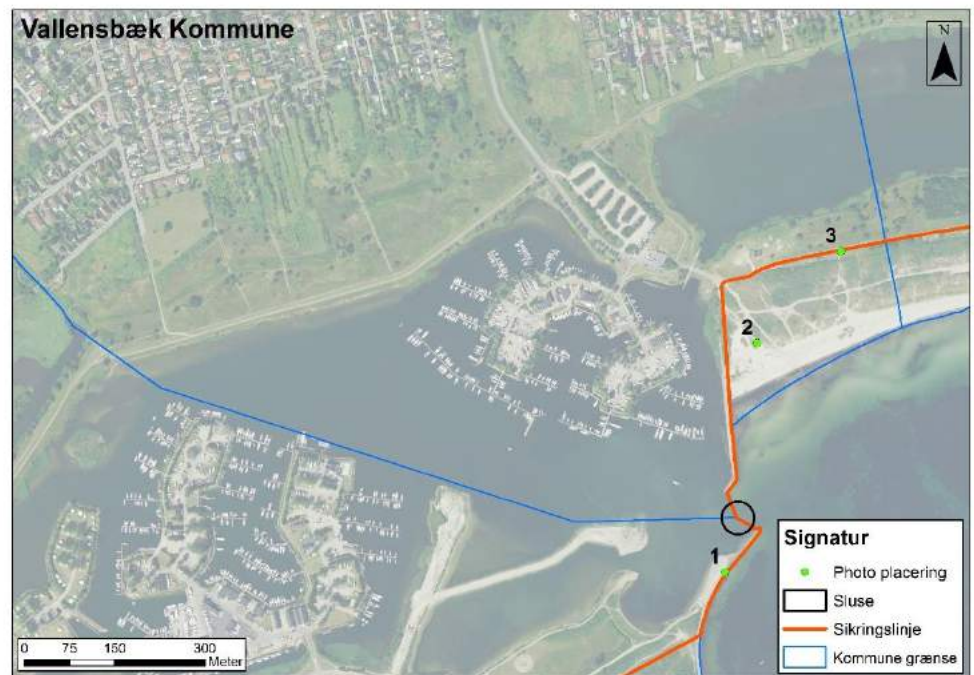 Vallensbæk Kommune
N
3
2
1
Signatur
Photo placering
Sluse
Sikringslinje
Kommune grænse
0 75 150 300
Meter